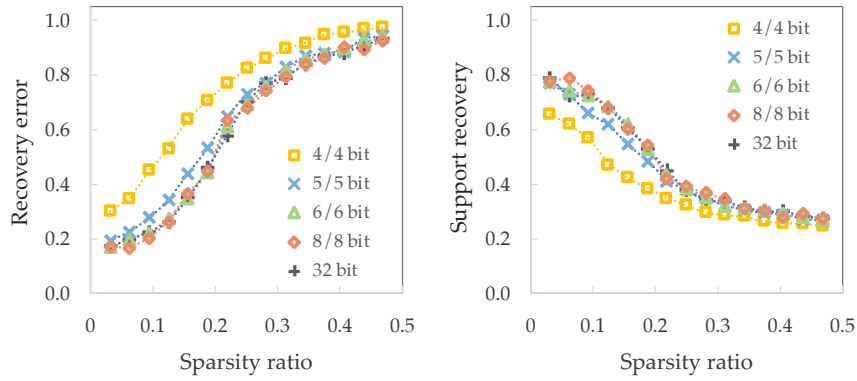 Recovery error
1.0
0.8
0.6
0.4
0.2
0.0
0
0.1
0.2
0.3
0.4
0.5
Sparsity ratio
4/4 bit
5/5 bit
6/6 bit
8/8 bit
32 bit
Support recovery
1.0
0.8
0.6
0.4
0.2
0.0
0
0.1
0.2
0.3
0.4
0.5
Sparsity ratio
4/4 bit
5/5 bit
6/6 bit
8/8 bit
32 bit